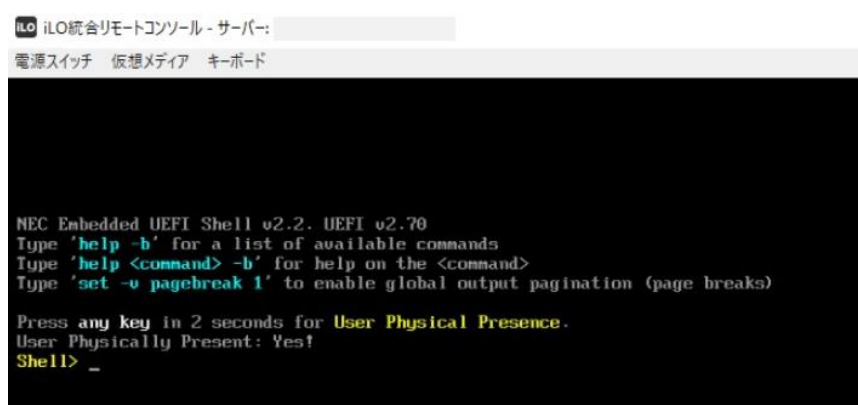 iLO iLO統合リモートコンソール - サーバー:
電源スイッチ 仮想メディア キーボード
NEC Embedded UEFI Shell v2.2. UEFI v2.70
Type 'help -b' for a list of available commands
Type 'help <command> -b' for help on the <command>
Type 'set -v pagebreak 1' to enable global output pagination (page breaks)
Press any key in 2 seconds for User Physical Presence.
User Physically Present: Yes!
Shell> _